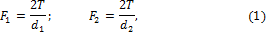 F₁ = 2T/d₁; F₂ = 2T/d₂, (1)